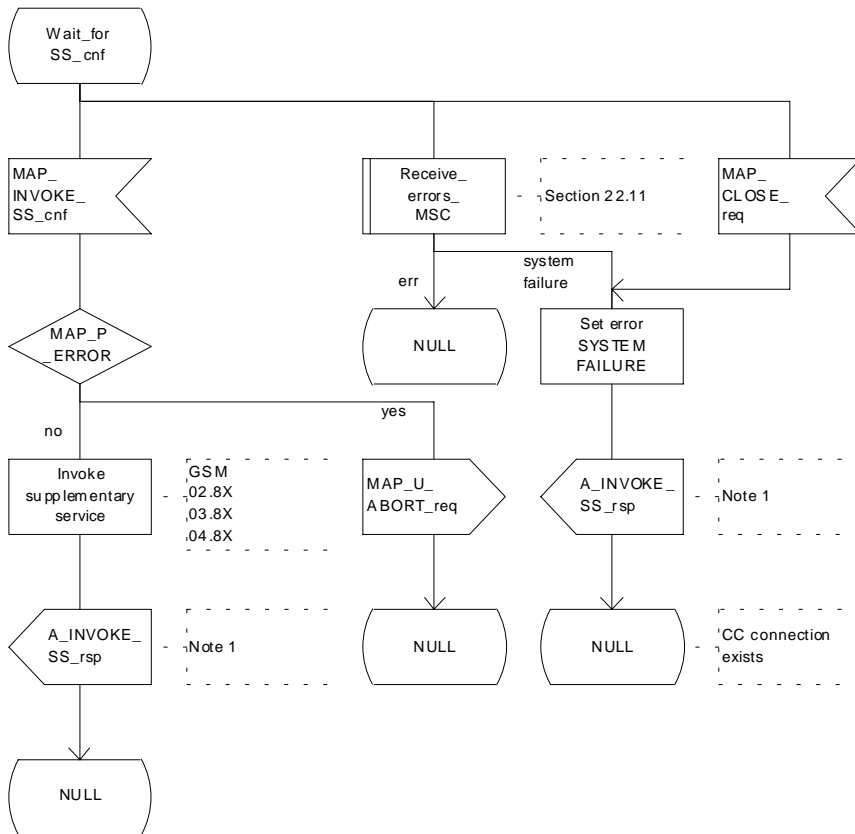 Wait_for
SS_cnf
MAP_
INVOKE_
SS_cnf
Receive_
errors_
MSC
Section 22.11
MAP_
CLOSE_
req
err
system
failure
MAP_P
_ERROR
NULL
Set error
SYSTEM
FAILURE
no
yes
Invoke
supplementary
service
GSM
02.8X
03.8X
04.8X
MAP_U_
ABORT_req
A_INVOKE_
SS_rsp
Note 1
A_INVOKE_
SS_rsp
Note 1
NULL
NULL
CC connection
exists
NULL